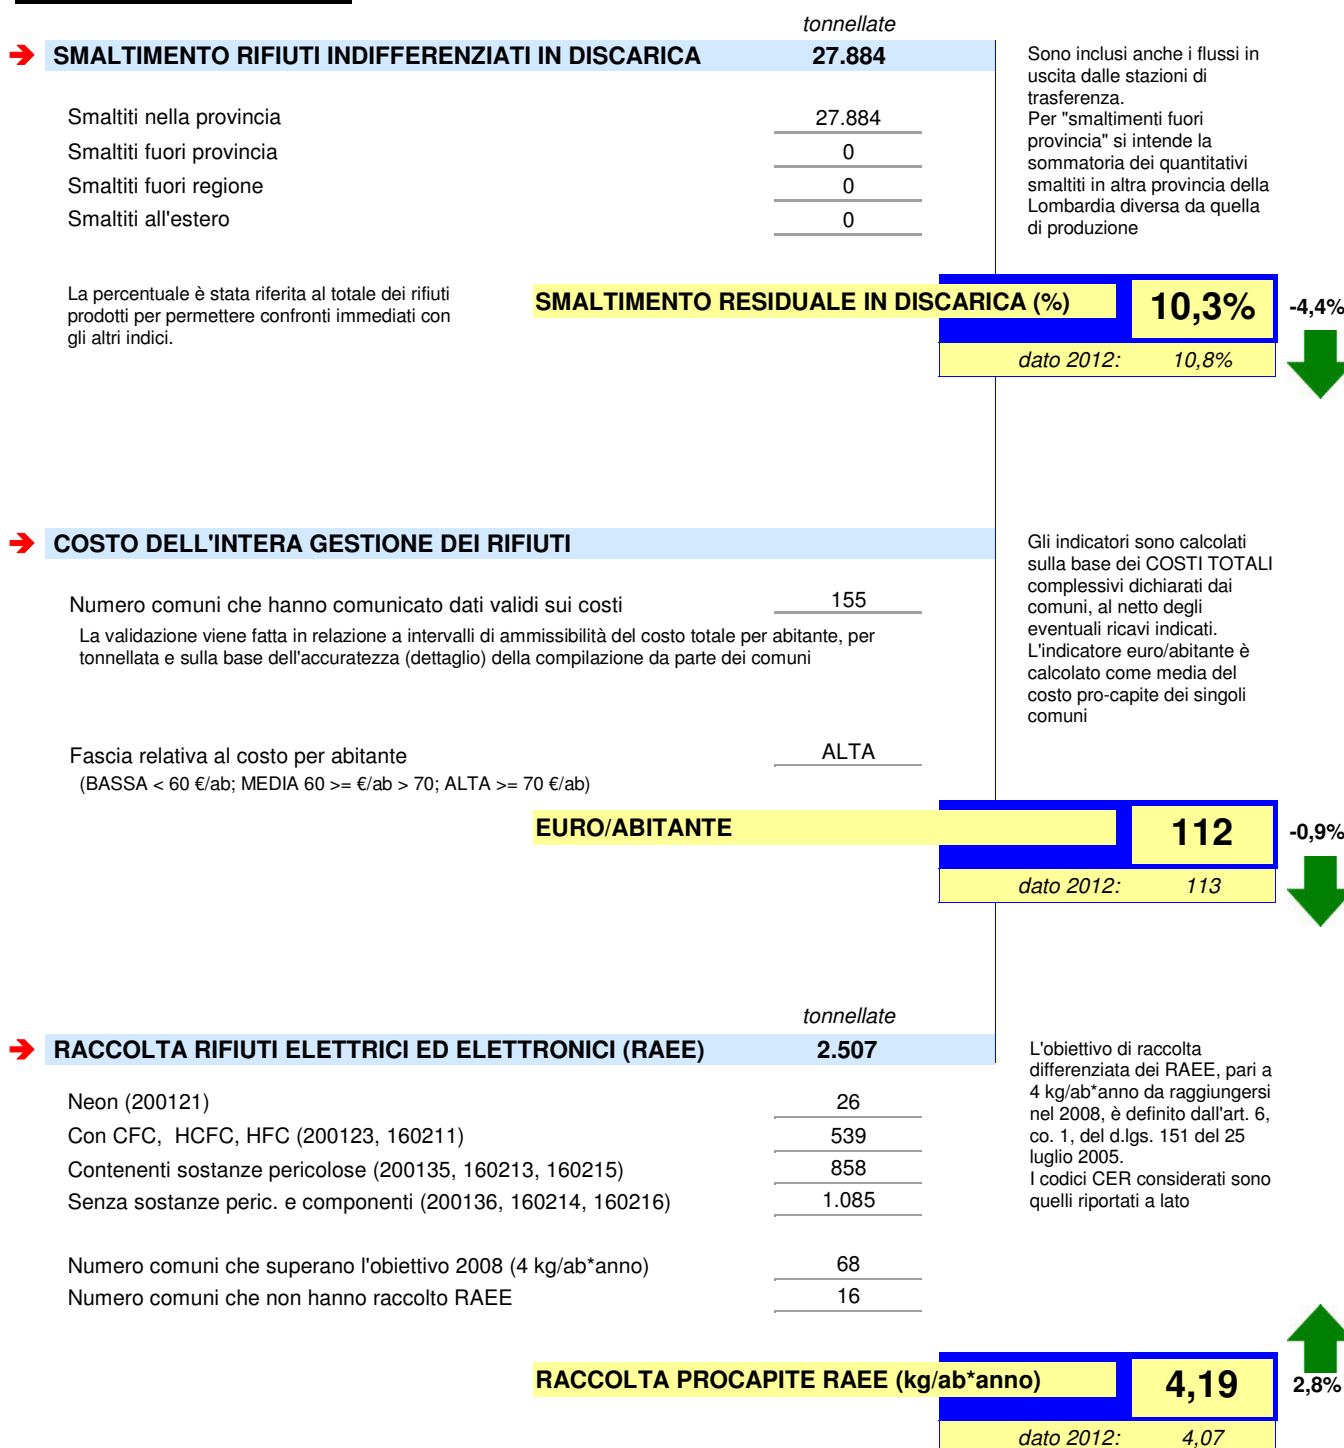 tonnellate
SMALTIMENTO RIFIUTI INDIFFERENZIATI IN DISCARICA 27.884
Smaltiti nella provincia 27.884
Smaltiti fuori provincia 0
Smaltiti fuori regione 0
Smaltiti all'estero 0
Sono inclusi anche i flussi in
uscita dalle stazioni di
trasferenza.
Per "smaltimenti fuori
provincia" si intende la
sommatoria dei quantitativi
smaltiti in altra provincia della
Lombardia diversa da quella
di produzione
La percentuale è stata riferita al totale dei rifiuti
prodotti per permettere confronti immediati con
gli altri indici.
SMALTIMENTO RESIDUALE IN DISCARICA (%) 10,3% -4,4%
dato 2012: 10,8%
COSTO DELL'INTERA GESTIONE DEI RIFIUTI
Numero comuni che hanno comunicato dati validi sui costi 155
La validazione viene fatta in relazione a intervalli di ammissibilità del costo totale per abitante, per
tonnellata e sulla base dell'accuratezza (dettaglio) della compilazione da parte dei comuni
Fascia relativa al costo per abitante ALTA
(BASSA < 60 €/ab; MEDIA 60 >= €/ab > 70; ALTA >= 70 €/ab)
Gli indicatori sono calcolati
sulla base dei COSTI TOTALI
complessivi dichiarati dai
comuni, al netto degli
eventuali ricavi indicati.
L'indicatore euro/abitante è
calcolato come media del
costo pro-capite dei singoli
comuni
EURO/ABITANTE 112 -0,9%
dato 2012: 113
tonnellate
RACCOLTA RIFIUTI ELETTRICI ED ELETTRONICI (RAEE) 2.507
Neon (200121) 26
Con CFC, HCFC, HFC (200123, 160211) 539
Contenenti sostanze pericolose (200135, 160213, 160215) 858
Senza sostanze peric. e componenti (200136, 160214, 160216) 1.085
Numero comuni che superano l'obiettivo 2008 (4 kg/ab*anno) 68
Numero comuni che non hanno raccolto RAEE 16
L'obiettivo di raccolta
differenziata dei RAEE, pari a
4 kg/ab*anno da raggiungersi
nel 2008, è definito dall'art. 6,
co. 1, del d.lgs. 151 del 25
luglio 2005.
I codici CER considerati sono
quelli riportati a lato
RACCOLTA PROCAPITE RAEE (kg/ab*anno) 4,19 2,8%
dato 2012: 4,07